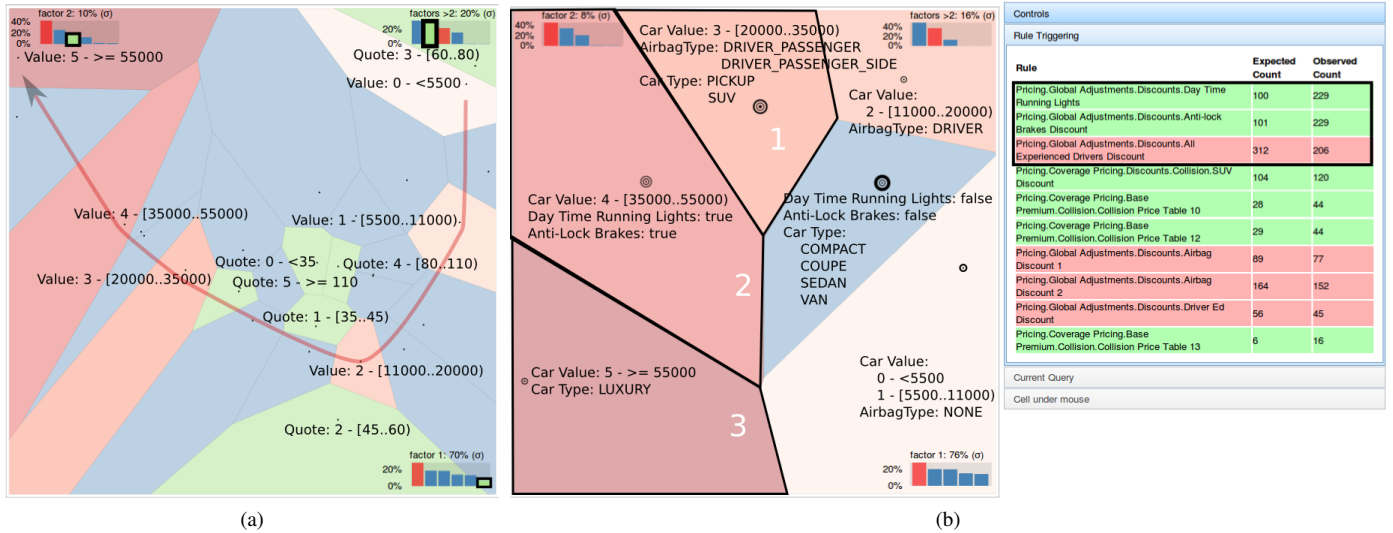 factor 2: 10% (σ)
40%
20%
0%
factors >2: 20% (σ)
20%
0%
Value: 5 - >= 55000
Quote: 3 - [60..80)
Value: 0 - <5500
Value: 4 - [35000..55000)
Value: 1 - [5500..11000)
Quote: 0 - <35
Quote: 4 - [80..110)
Value: 3 - [20000..35000)
Quote: 5 - >= 110
Quote: 1 - [35..45)
Value: 2 - [11000..20000)
Quote: 2 - [45..60)
factor 1: 70% (σ)
20%
0%
(a)
factor 2: 8% (σ)
40%
20%
0%
factors >2: 16% (σ)
40%
20%
0%
Car Value: 3 - [20000..35000)
AirbagType: DRIVER_PASSENGER
DRIVER_PASSENGER_SIDE
Car Type: PICKUP
SUV
1
Car Value:
2 - [11000..20000)
AirbagType: DRIVER
Car Value: 4 - [35000..55000)
Day Time Running Lights: true
Anti-Lock Brakes: true
2
Day Time Running Lights: false
Anti-Lock Brakes: false
Car Type:
COMPACT
COUPE
SEDAN
VAN
Car Value: 5 - >= 55000
Car Type: LUXURY
3
Car Value:
0 - <5500
1 - [5500..11000)
AirbagType: NONE
factor 1: 76% (σ)
20%
0%
(b)
Controls
Rule Triggering
Rule Expected Count Observed Count
Pricing.Global Adjustments.Discounts.Day Time
Running Lights 100 229
Pricing.Global Adjustments.Discounts.Anti-lock
Brakes Discount 101 229
Pricing.Global Adjustments.Discounts.All
Experienced Drivers Discount 312 206
Pricing.Coverage Pricing.Discounts.Collision.SUV
Discount 104 120
Pricing.Coverage Pricing.Base
Premium.Collision.Collision Price Table 10 28 44
Pricing.Coverage Pricing.Base
Premium.Collision.Collision Price Table 12 29 44
Pricing.Global Adjustments.Discounts.Airbag
Discount 1 89 77
Pricing.Global Adjustments.Discounts.Airbag
Discount 2 164 152
Pricing.Global Adjustments.Discounts.Driver Ed
Discount 56 45
Pricing.Coverage Pricing.Base
Premium.Collision.Collision Price Table 13 6 16
Current Query
Cell under mouse